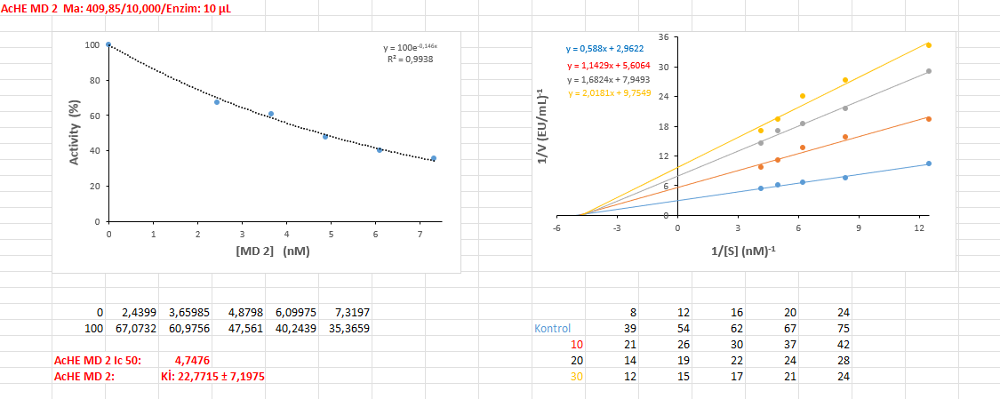 AcHE MD 2 Ma: 409,85/10,000/Enzim: 10 µL
y = 100e^-0,146x
R² = 0,9938
Activity (%)
100
80
60
40
20
0
0 1 2 3 4 5 6 7
[MD 2] (nM)
y = 0,588x + 2,9622
y = 1,1429x + 5,6064
y = 1,6824x + 7,9493
y = 2,0181x + 9,7549
1/V (EU/mL)⁻¹
36
30
24
18
12
6
0
-6 -3 0 3 6 9 12
1/[S] (nM)⁻¹
0 2,4399 3,65985 4,8798 6,09975 7,3197
100 67,0732 60,9756 47,561 40,2439 35,3659
AcHE MD 2 Ic 50: 4,7476
AcHE MD 2: Kİ: 22,7715 ± 7,1975
8 12 16 20 24
Kontrol 39 54 62 67 75
10 21 26 30 37 42
20 14 19 22 24 28
30 12 15 17 21 24